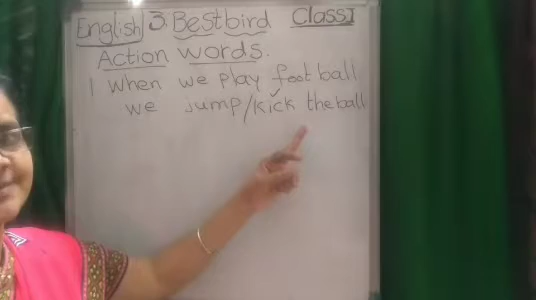 English 3. Best bird Class I
Action words.
1 when we play foot ball
we jump/kick the ball